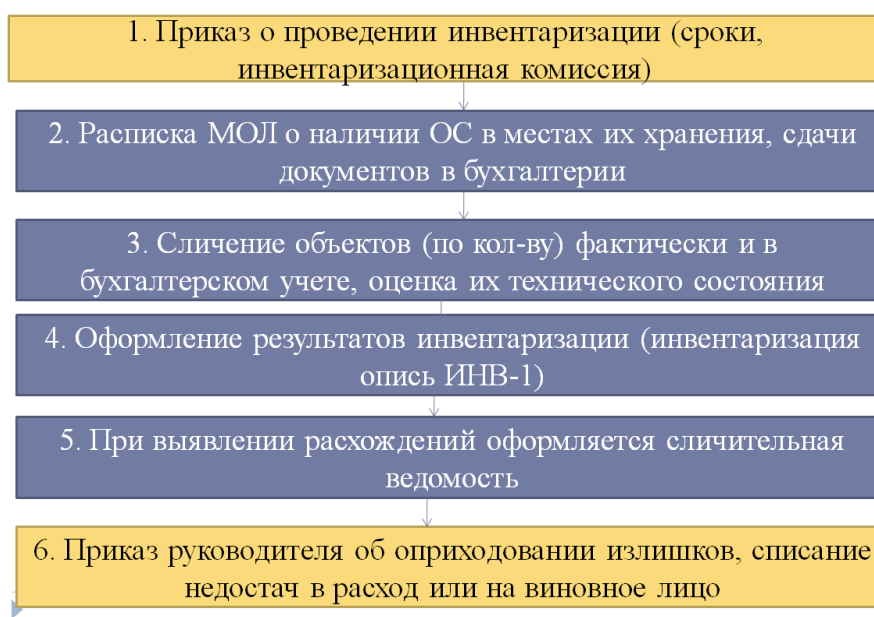 1. Приказ о проведении инвентаризации (сроки,
инвентаризационная комиссия)
2. Расписка МОЛ о наличии ОС в местах их хранения, сдачи
документов в бухгалтерии
3. Сличение объектов (по кол-ву) фактически и в
бухгалтерском учете, оценка их технического состояния
4. Оформление результатов инвентаризации (инвентаризация
опись ИНВ-1)
5. При выявлении расхождений оформляется сличительная
ведомость
6. Приказ руководителя об оприходовании излишков, списание
недостач в расход или на виновное лицо